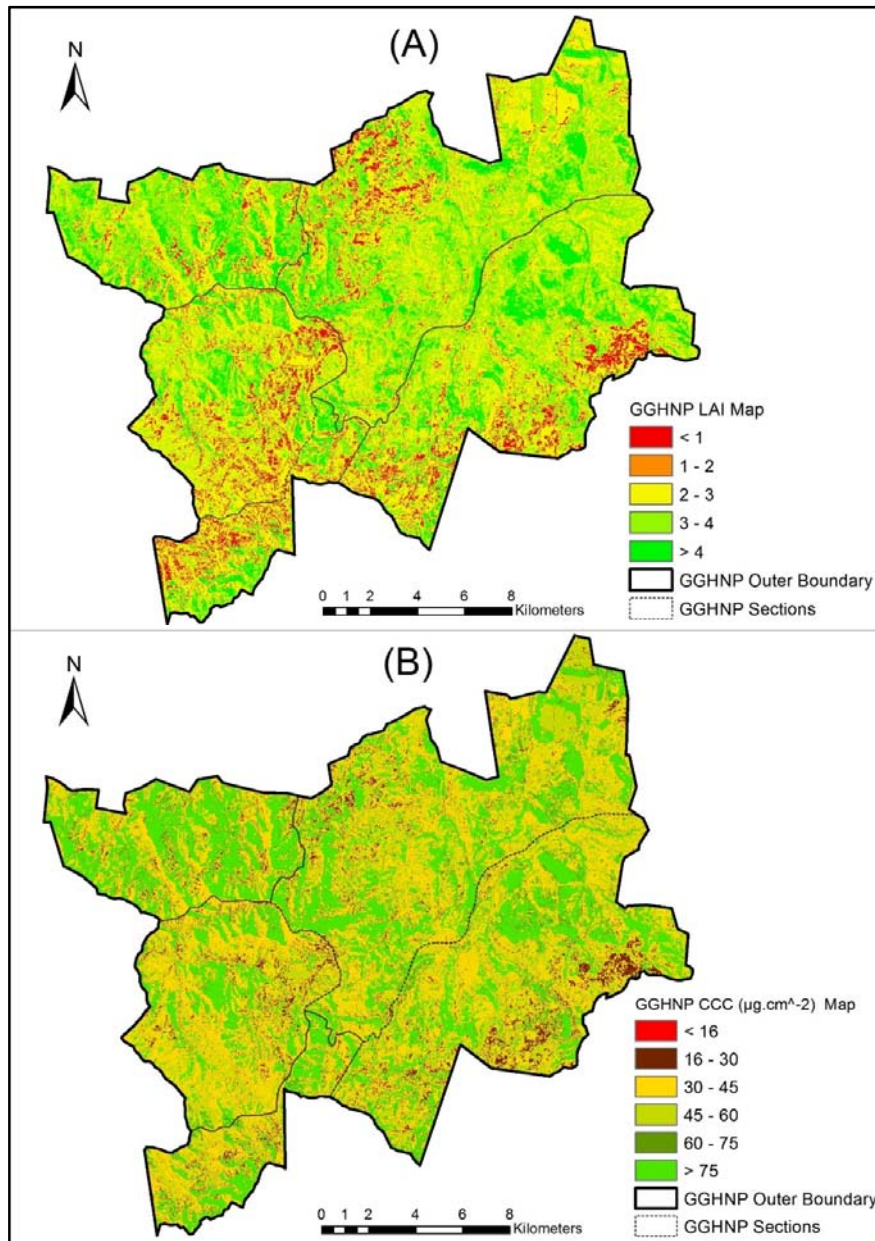 (A)
N
GGHNP LAI Map
< 1
1 - 2
2 - 3
3 - 4
> 4
GGHNP Outer Boundary
GGHNP Sections
0 1 2 4 6 8
Kilometers
(B)
N
GGHNP CCC (µg.cm^-2) Map
< 16
16 - 30
30 - 45
45 - 60
60 - 75
> 75
GGHNP Outer Boundary
GGHNP Sections
0 1 2 4 6 8
Kilometers